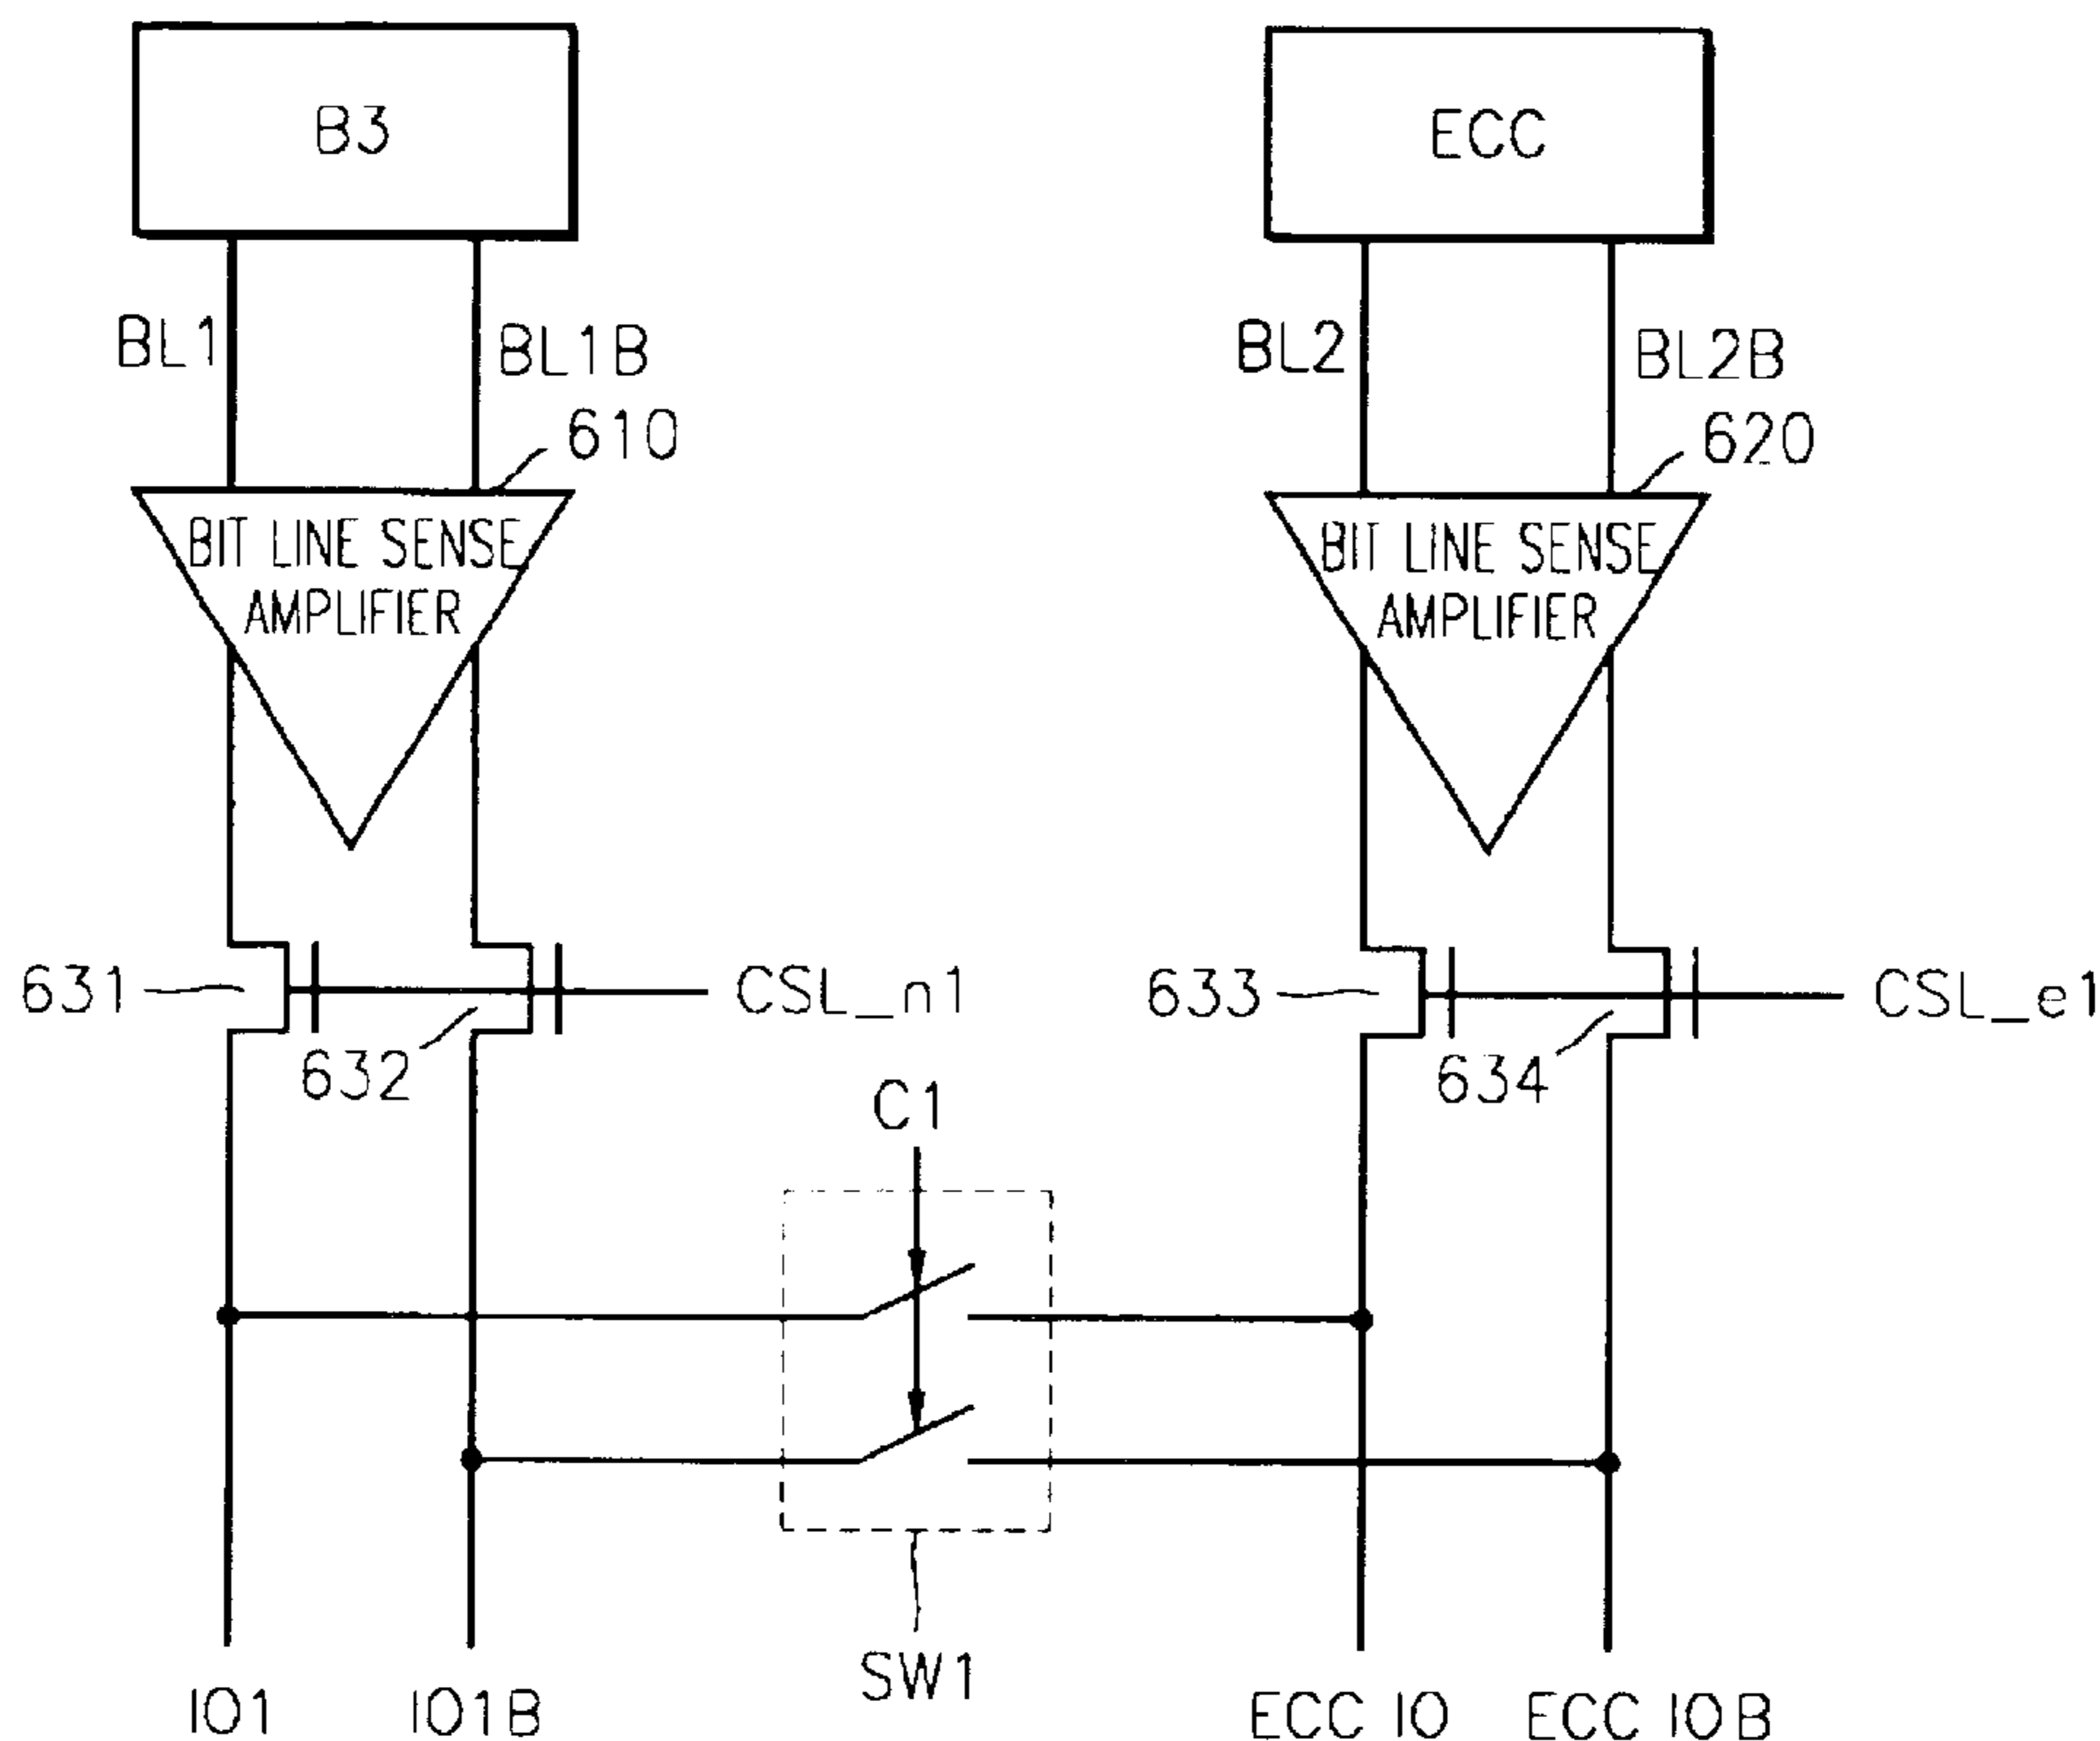 B3
ECC
BL1
BL1B
BL2
BL2B
610
620
BIT LINE SENSE
AMPLIFIER
BIT LINE SENSE
AMPLIFIER
631
632
CSL_n1
633
634
CSL_e1
C1
SW1
IO1
IO1B
ECC IO
ECC IOB